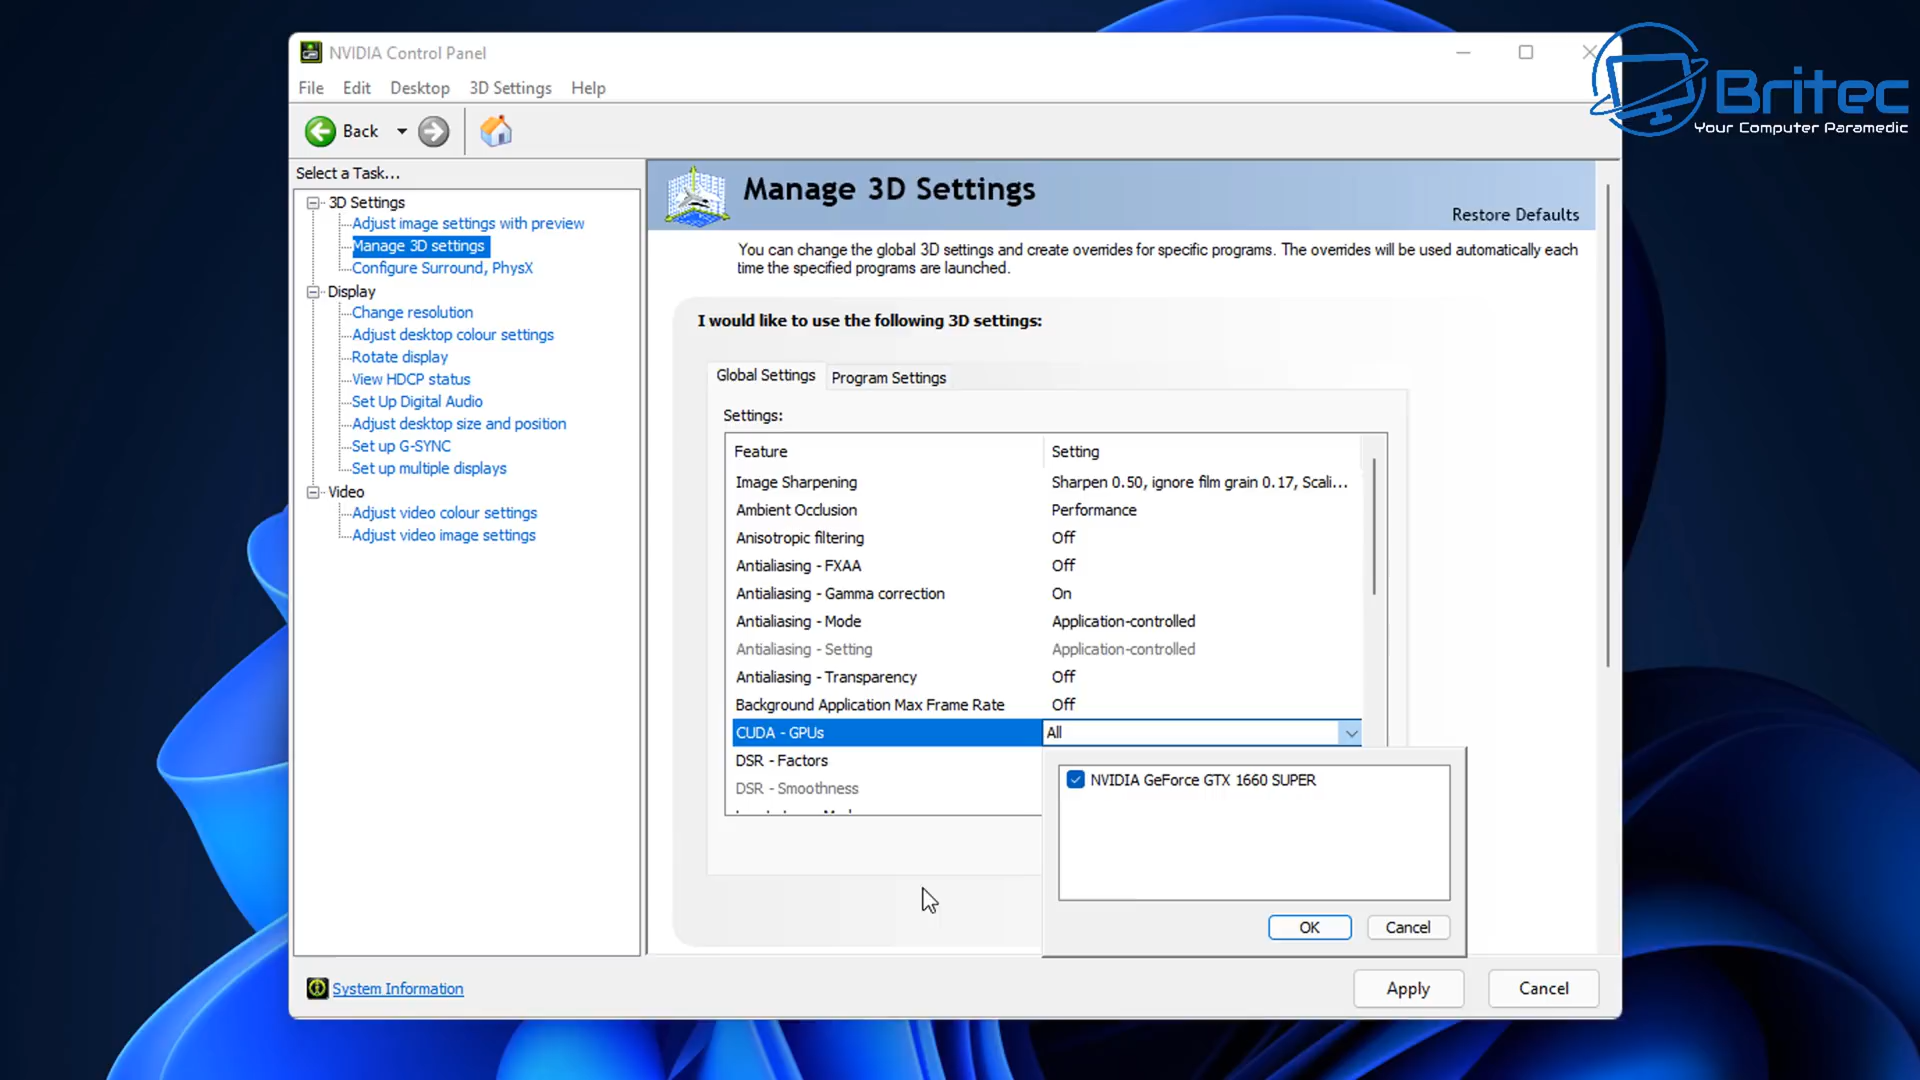 NVIDIA Control Panel
File Edit Desktop 3D Settings Help
Back
Britec
Your Computer Paramedic
Select a Task...
3D Settings
Adjust image settings with preview
Manage 3D settings
Configure Surround, PhysX
Display
Change resolution
Adjust desktop colour settings
Rotate display
View HDCP status
Set Up Digital Audio
Adjust desktop size and position
Set up G-SYNC
Set up multiple displays
Video
Adjust video colour settings
Adjust video image settings
System Information
Manage 3D Settings
Restore Defaults
You can change the global 3D settings and create overrides for specific programs. The overrides will be used automatically each
time the specified programs are launched.
I would like to use the following 3D settings:
Global Settings Program Settings
Settings:
Feature Setting
Image Sharpening Sharpen 0.50, ignore film grain 0.17, Scali...
Ambient Occlusion Performance
Anisotropic filtering Off
Antialiasing - FXAA Off
Antialiasing - Gamma correction On
Antialiasing - Mode Application-controlled
Antialiasing - Setting Application-controlled
Antialiasing - Transparency Off
Background Application Max Frame Rate Off
CUDA - GPUs All
DSR - Factors
DSR - Smoothness
NVIDIA GeForce GTX 1660 SUPER
OK Cancel
Apply Cancel